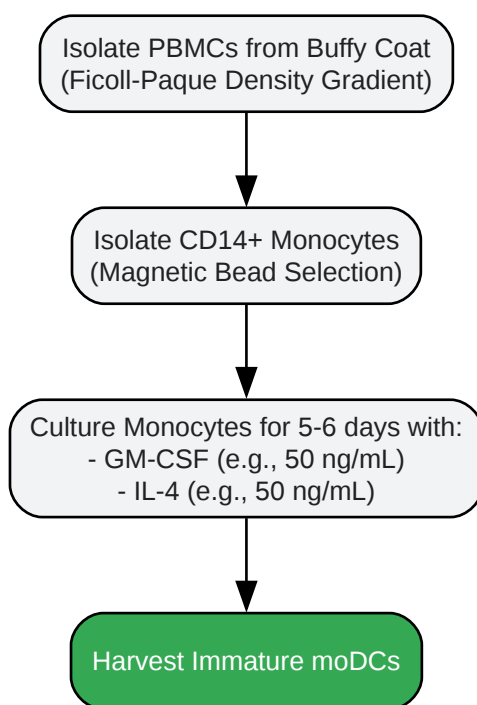 Isolate PBMCs from Buffy Coat
(Ficoll-Paque Density Gradient)
Isolate CD14+ Monocytes
(Magnetic Bead Selection)
Culture Monocytes for 5-6 days with:
- GM-CSF (e.g., 50 ng/mL)
- IL-4 (e.g., 50 ng/mL)
Harvest Immature moDCs